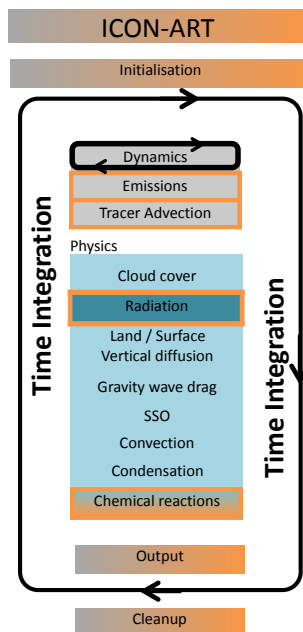 ICON-ART
Initialisation
Dynamics
Emissions
Tracer Advection
Time Integration
Physics
Cloud cover
Radiation
Land / Surface
Vertical diffusion
Gravity wave drag
SSO
Convection
Condensation
Chemical reactions
Time Integration
Output
Cleanup